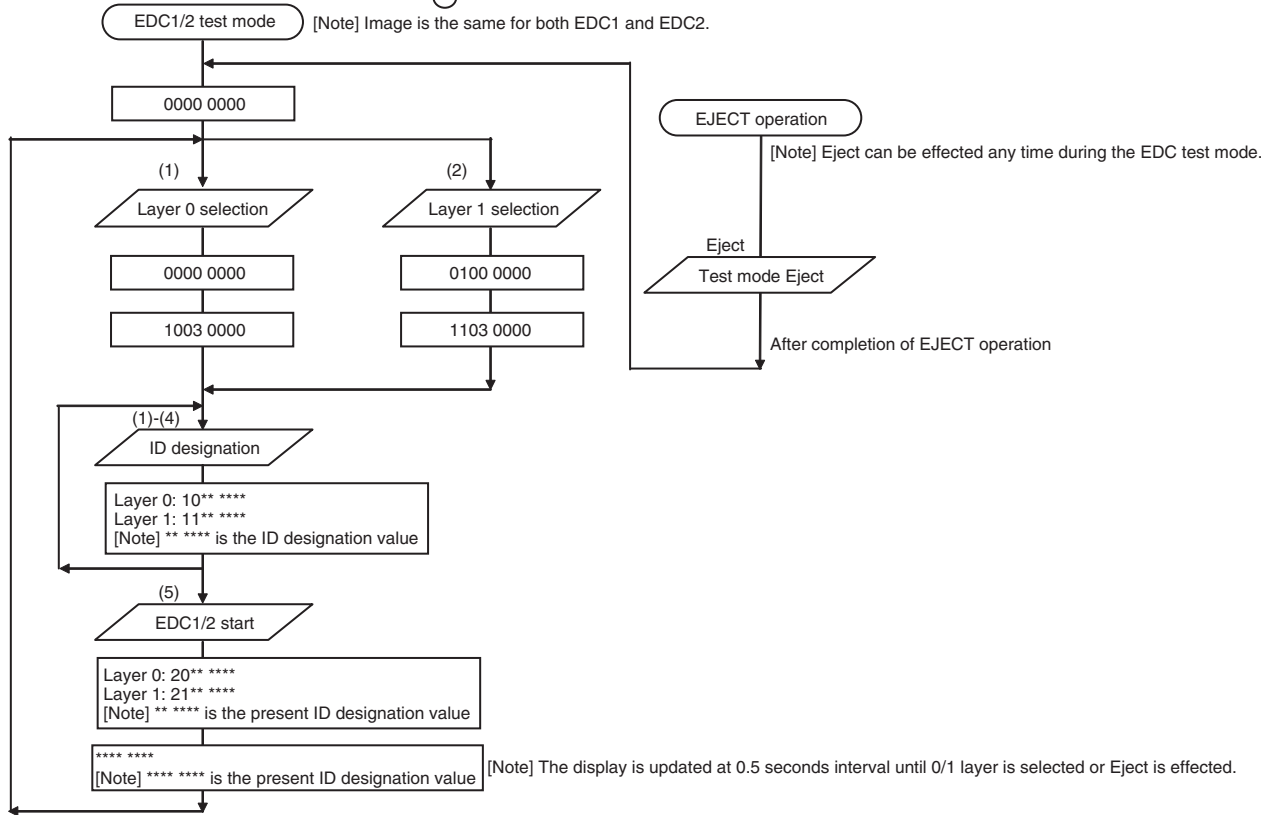 EDC1/2 test mode
[Note] Image is the same for both EDC1 and EDC2.
0000 0000
EJECT operation
[Note] Eject can be effected any time during the EDC test mode.
(1)
(2)
Layer 0 selection
Layer 1 selection
Eject
0000 0000
0100 0000
Test mode Eject
1003 0000
1103 0000
After completion of EJECT operation
(1)-(4)
ID designation
Layer 0: 10** ****
Layer 1: 11** ****
[Note] ** **** is the ID designation value
(5)
EDC1/2 start
Layer 0: 20** ****
Layer 1: 21** ****
[Note] ** **** is the present ID designation value
**** ****
[Note] **** **** is the present ID designation value
[Note] The display is updated at 0.5 seconds interval until 0/1 layer is selected or Eject is effected.